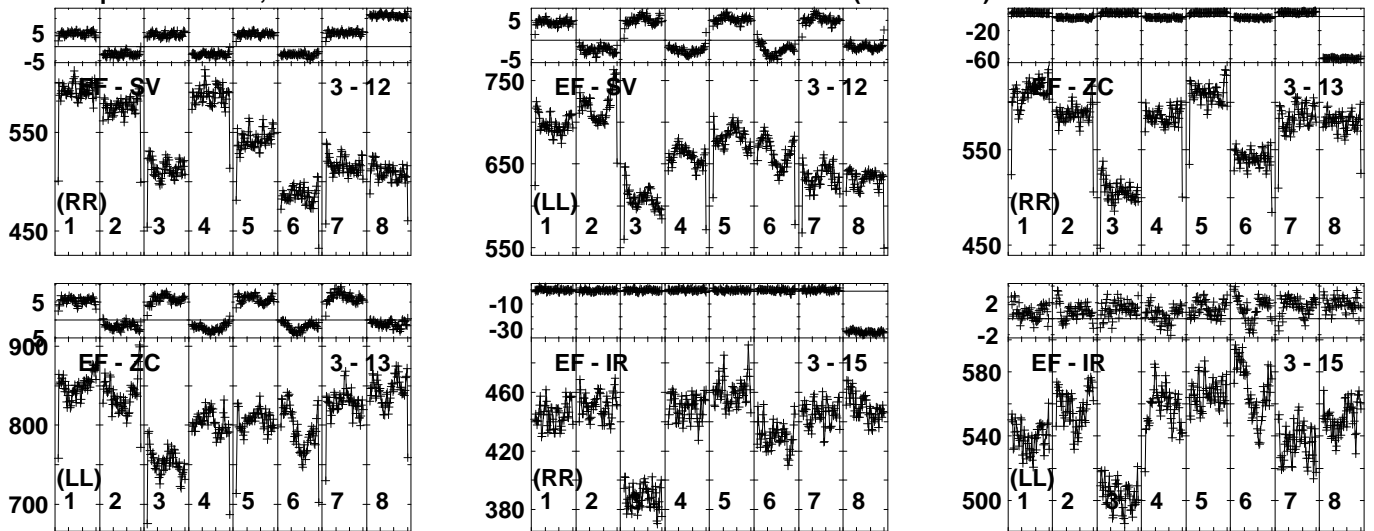 5
-5
EF - SV 3 - 12
550
(RR)
450
1 2 3 4 5 6 7 8
5
-5
750
EF - SV 3 - 12
650
(LL)
550
1 2 3 4 5 6 7 8
-20
-60
EF - ZC 3 - 13
550
(RR)
450
1 2 3 4 5 6 7 8
5
900
EF - ZC 3 - 13
800
(LL)
700
1 2 3 4 5 6 7 8
-10
-30
EF - IR 3 - 15
460
420
(RR)
380
1 2 3 4 5 6 7 8
2
-2
EF - IR 3 - 15
580
540
(LL)
500
1 2 3 4 5 6 7 8